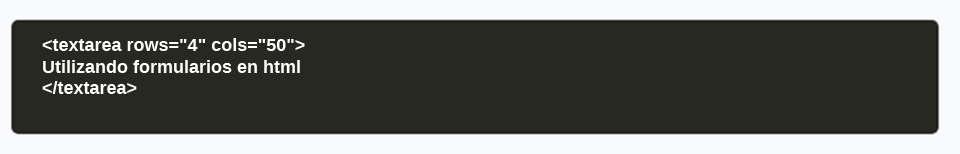 <textarea rows="4" cols="50">
Utilizando formularios en html
</textarea>